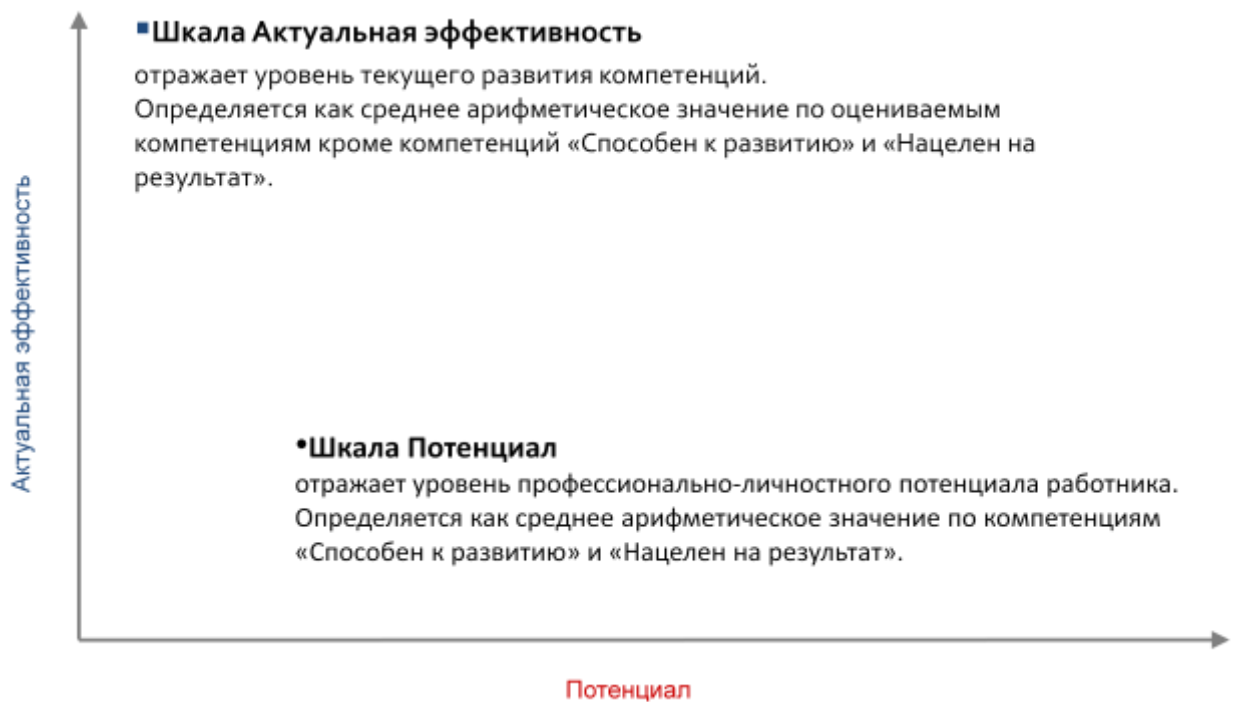 ▪Шкала Актуальная эффективность
отражает уровень текущего развития компетенций.
Определяется как среднее арифметическое значение по оцениваемым
компетенциям кроме компетенций «Способен к развитию» и «Нацелен на
результат».
Актуальная эффективность
•Шкала Потенциал
отражает уровень профессионально-личностного потенциала работника.
Определяется как среднее арифметическое значение по компетенциям
«Способен к развитию» и «Нацелен на результат».
Потенциал